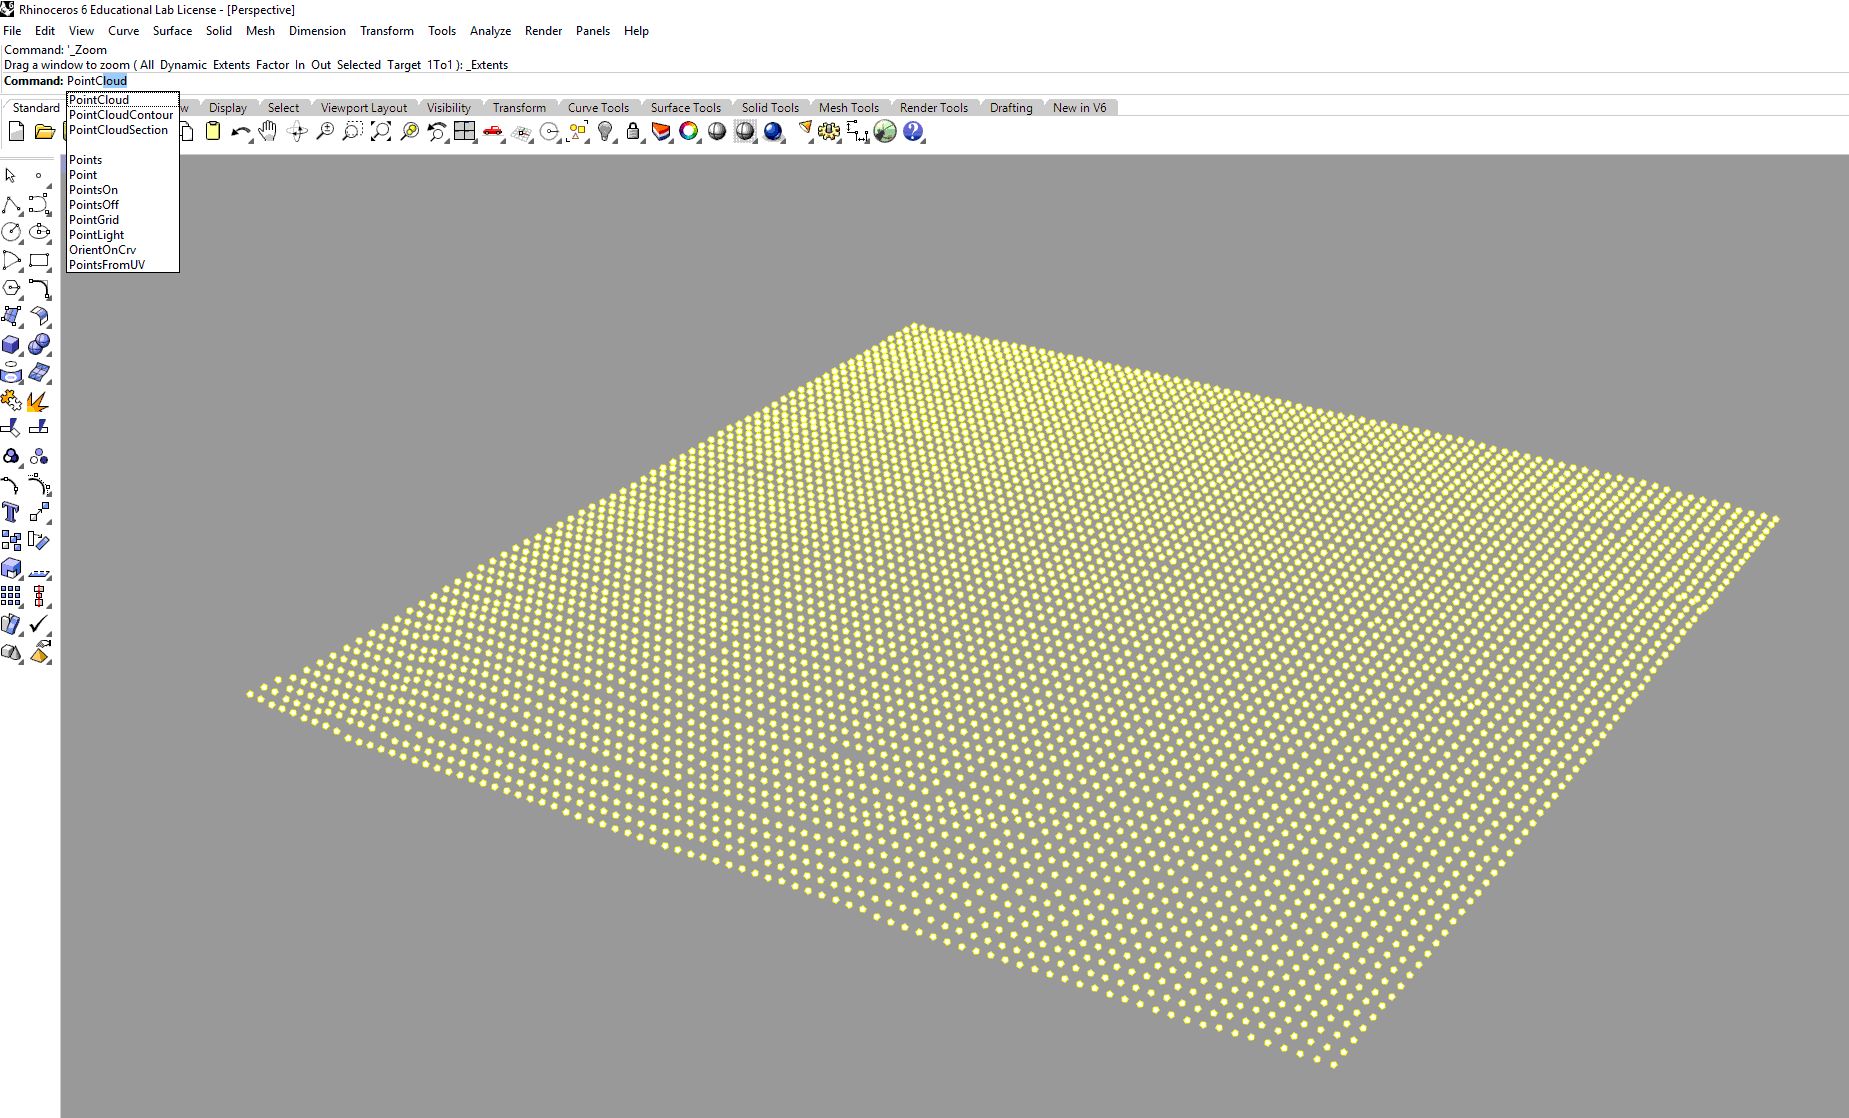 Rhinoceros 6 Educational Lab License - [Perspective]
File Edit View Curve Surface Solid Mesh Dimension Transform Tools Analyze Render Panels Help
Command: '_Zoom
Drag a window to zoom ( All Dynamic Extents Factor In Out Selected Target 1To1 ): _Extents
Command: PointCloud
PointCloud
PointCloudContour
PointCloudSection
Points
Point
PointsOn
PointsOff
PointGrid
PointLight
OrientOnCrv
PointsFromUV
Standard w Display Select Viewport Layout Visibility Transform Curve Tools Surface Tools Solid Tools Mesh Tools Render Tools Drafting New in V6